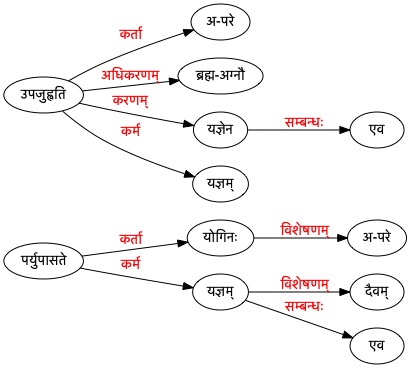 कर्ता
अ-परे
उपजुह्वति
अधिकरणम्
ब्रह्म-अग्नौ
करणम्
यज्ञेन
सम्बन्धः
एव
कर्म
यज्ञम्
पर्युपासते
कर्ता
योगिनः
विशेषणम्
अ-परे
कर्म
यज्ञम्
विशेषणम्
दैवम्
सम्बन्धः
एव